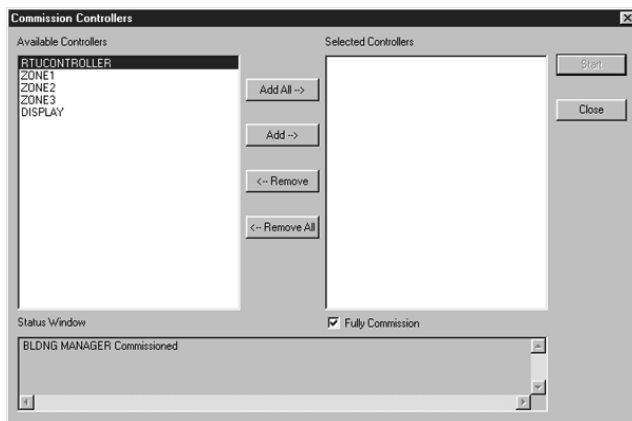 Commission Controllers
Available Controllers
Selected Controllers
RTUCONTROLLER
ZONE1
ZONE2
ZONE3
DISPLAY
Add All -->
Add -->
<-- Remove
<-- Remove All
Start
Close
Status Window
Fully Commission
BLDNG MANAGER Commissioned